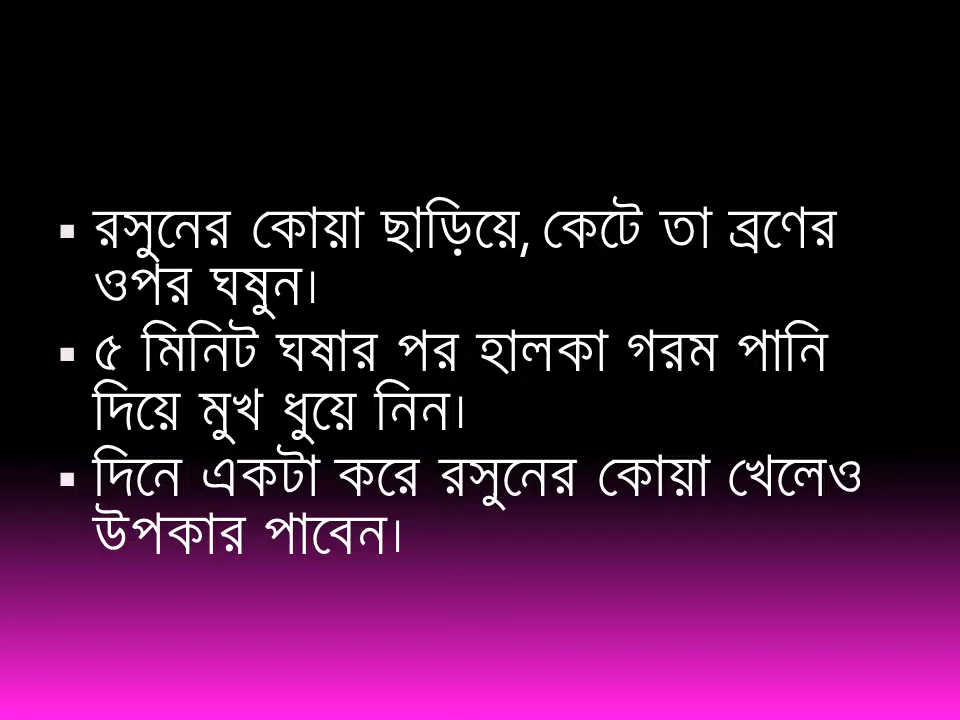 ▪ রসুনের কোয়া ছাড়িয়ে, কেটে তা ব্রণের
ওপর ঘষুন।
▪ ৫ মিনিট ঘষার পর হালকা গরম পানি
দিয়ে মুখ ধুয়ে নিন।
▪ দিনে একটা করে রসুনের কোয়া খেলেও
উপকার পাবেন।